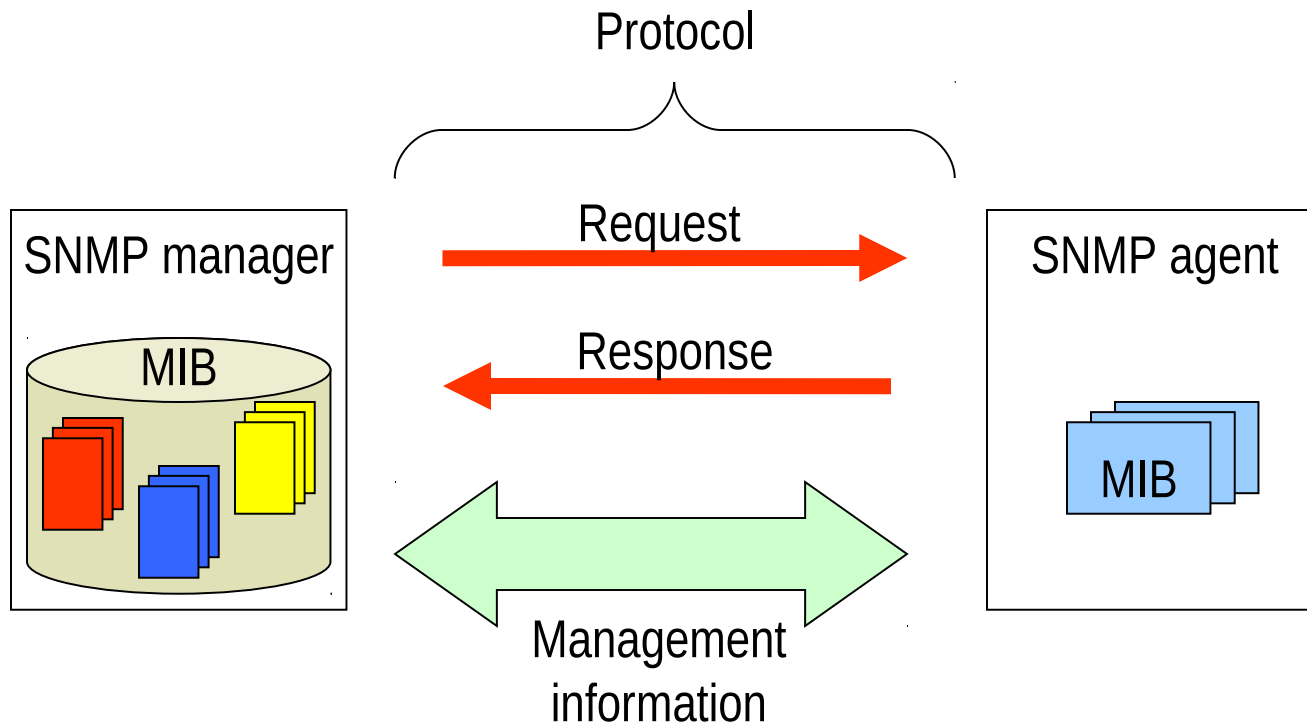 Protocol
Request
SNMP manager
SNMP agent
Response
MIB
MIB
Management
information